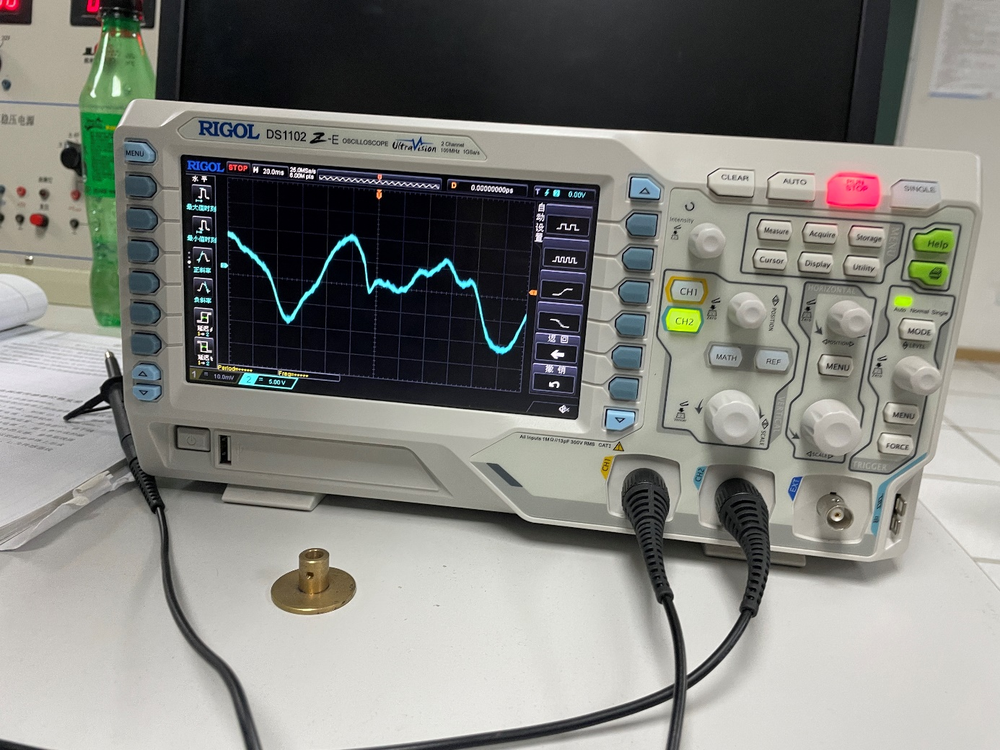 稳压电源
RIGOL DS1102 Z-E OSCILLOSCOPE UltraVision 2 Channel
100MHz 1GSa/s
MENU
RIGOL STOP H 20.0ms 25.0MSa/s
6.00M pts
D 0.00000000ps T 2 0.00V
水平
最大值时刻
最小值时刻
正斜率
负斜率
延迟
1→2
延迟
1→2
自动设置
返回
撤销
Period=***** Freq=*****
1 = 10.0mV 2 = 5.00 V
CLEAR AUTO RUN STOP SINGLE
Intensity
Measure Acquire Storage
Cursor Display Utility
MENU
Help
CH1
CH2
POSITION
MATH REF
VERTICAL
SCALE
HORIZONTAL
POSITION
MENU
SCALE
Auto Normal Single
MODE
LEVEL
MENU
FORCE
TRIGGER
All Inputs 1MΩ//13pF 300V RMS CATI
CH1 CH2 EXT